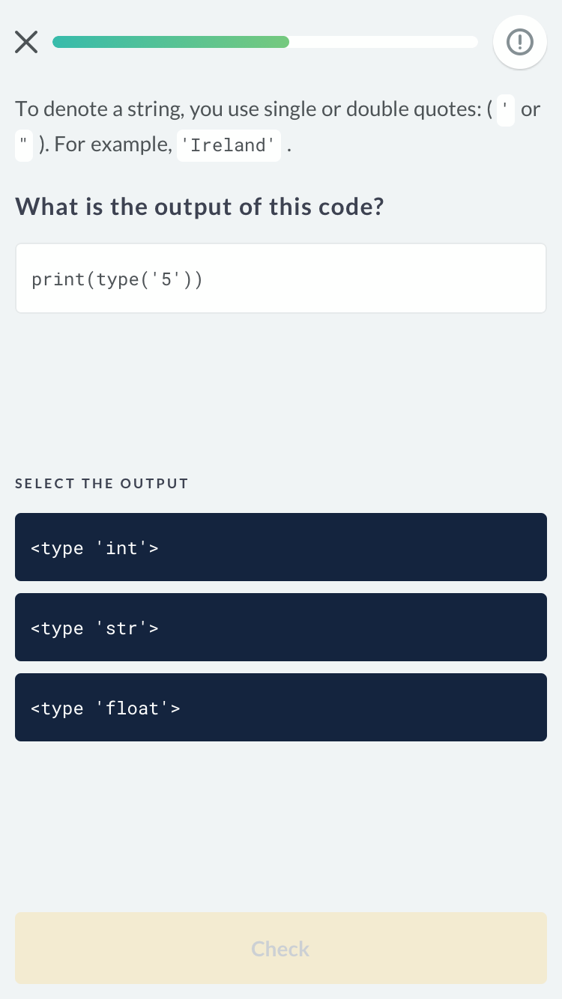 To denote a string, you use single or double quotes: ( ' or
" ). For example, 'Ireland' .
What is the output of this code?
print(type('5'))
SELECT THE OUTPUT
<type 'int'>
<type 'str'>
<type 'float'>
Check